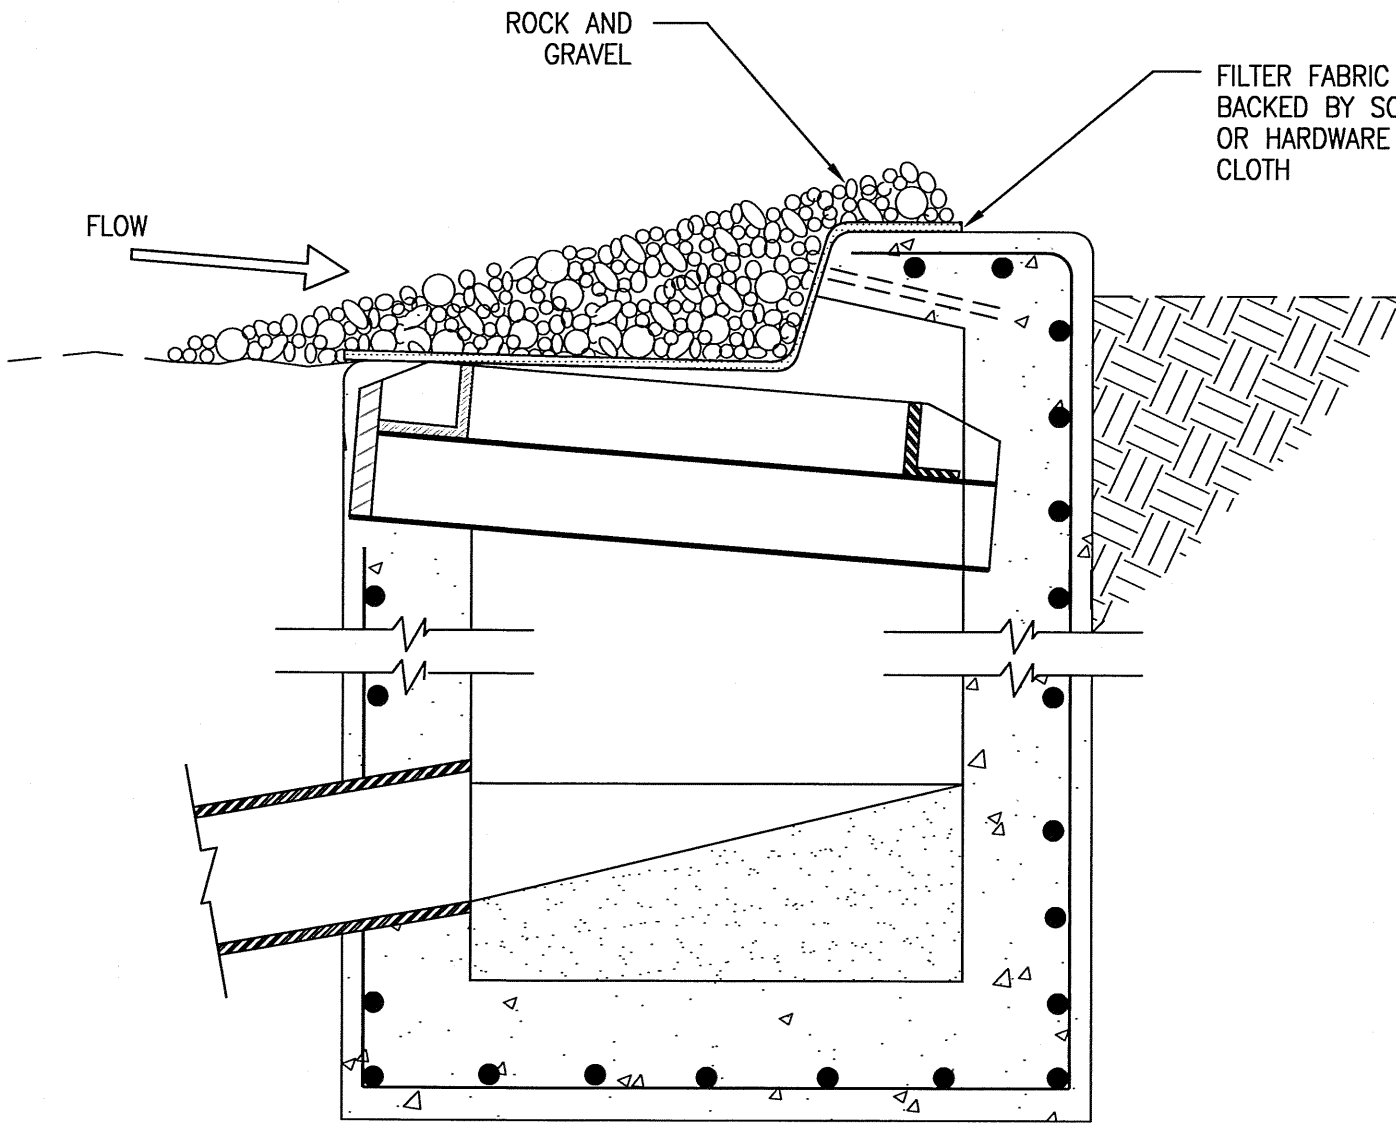 ROCK AND
GRAVEL
FILTER FABRIC
BACKED BY
OR HARDWARE
CLOTH
FLOW